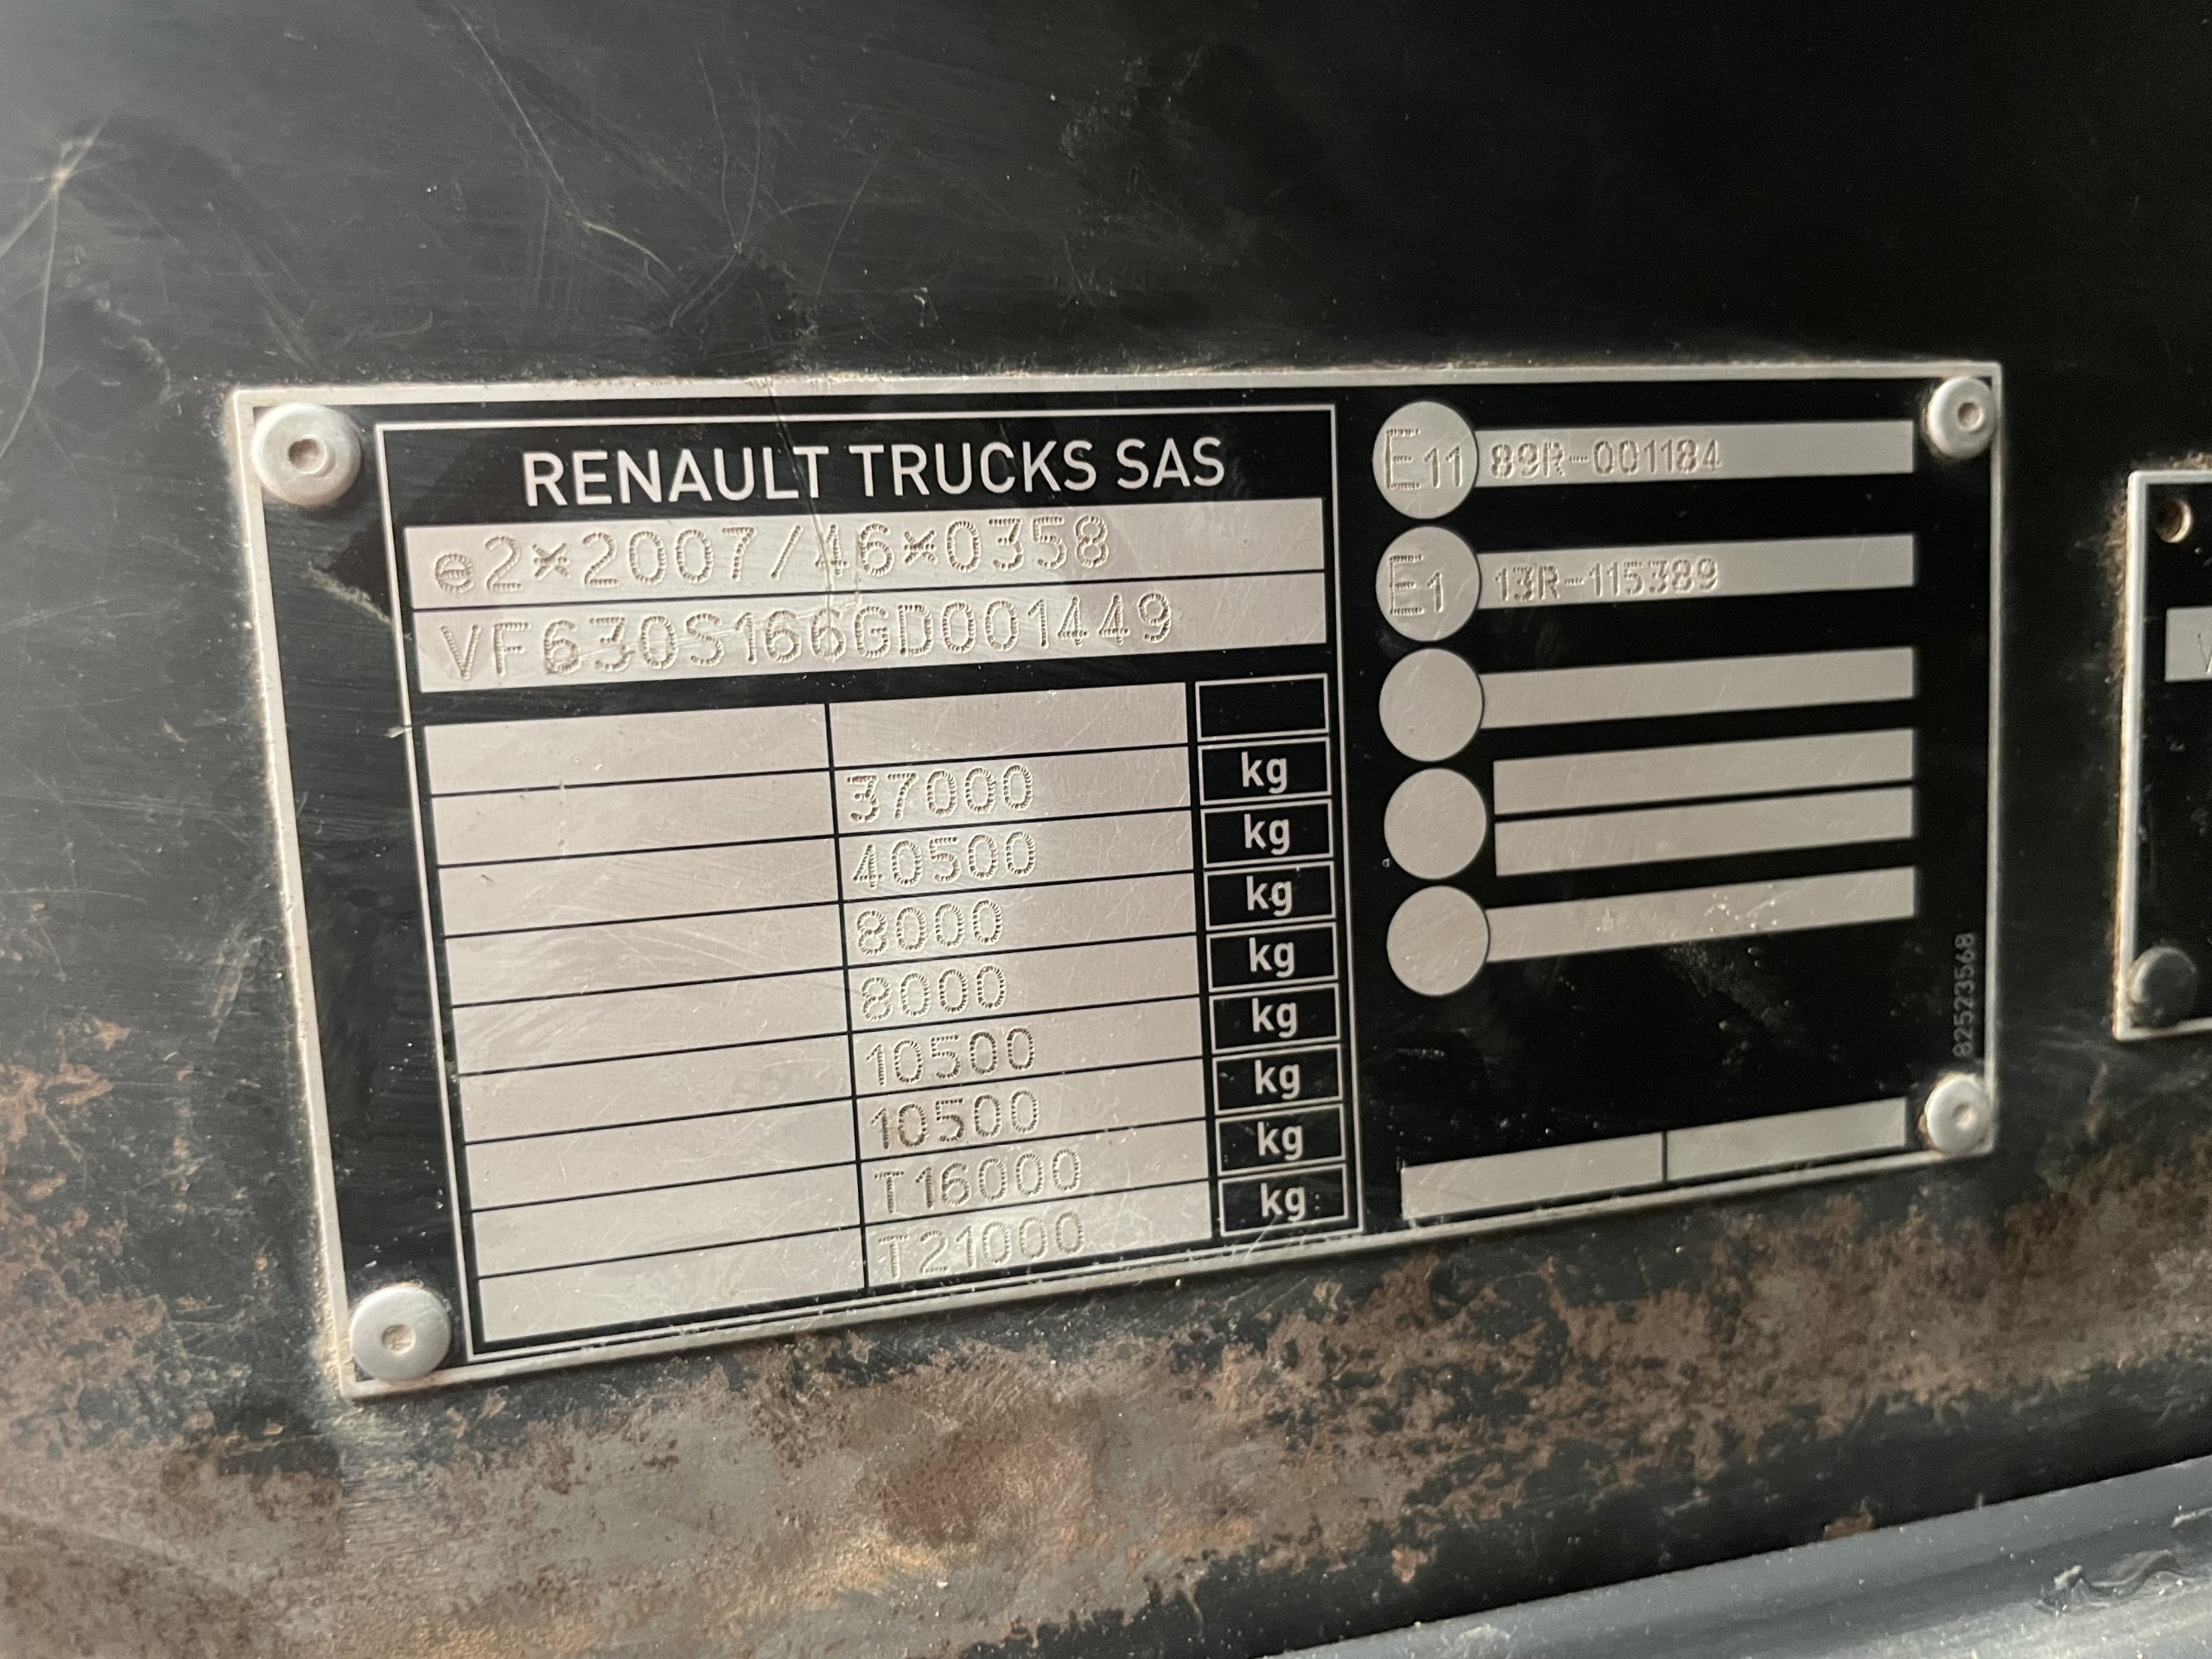 RENAULT TRUCKS SAS
e2*2007/46*0358
VF630S166GD001449
37000 kg
40500 kg
8000 kg
8000 kg
10500 kg
10500 kg
T16000 kg
T21000 kg
E11 89R-001184
E1 13R-115389
82523568
V